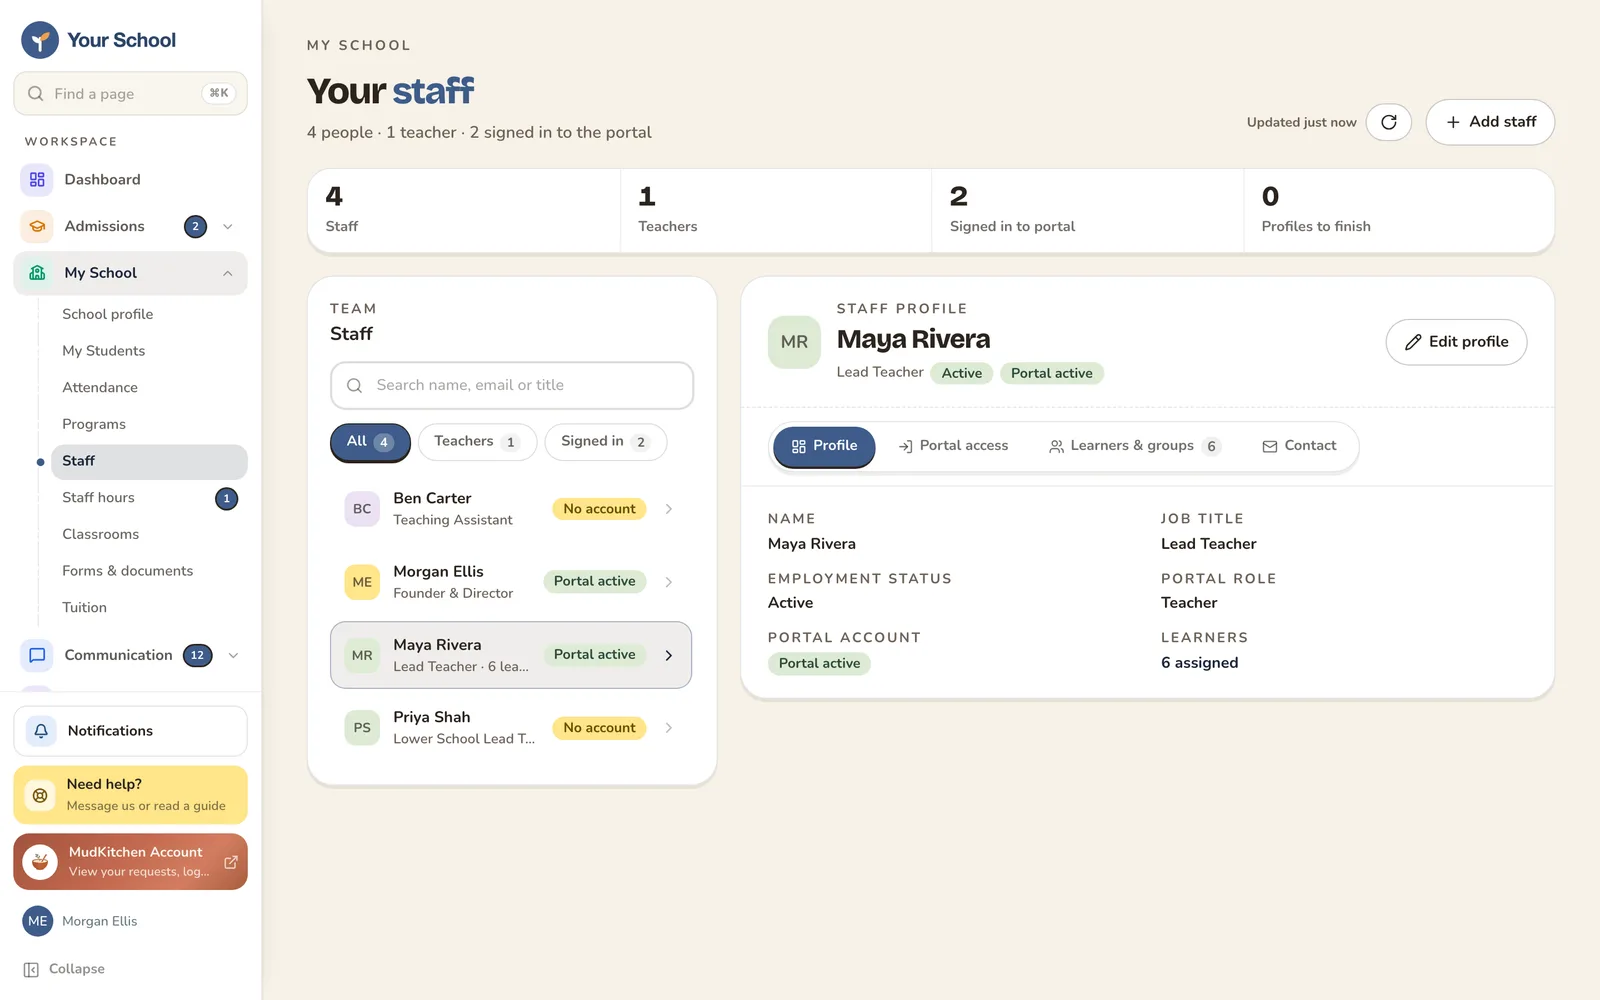 Your School
Find a page
⌘K
WORKSPACE
Dashboard
Admissions 2
My School
School profile
My Students
Attendance
Programs
Staff
Staff hours 1
Classrooms
Forms & documents
Tuition
Communication 12
Notifications
Need help?
Message us or read a guide
MudKitchen Account
View your requests, log...
ME Morgan Ellis
Collapse
MY SCHOOL
Your staff
4 people · 1 teacher · 2 signed in to the portal
Updated just now
Add staff
4
Staff
1
Teachers
2
Signed in to portal
0
Profiles to finish
TEAM
Staff
Search name, email or title
All 4
Teachers 1
Signed in 2
BC
Ben Carter
Teaching Assistant
No account
ME
Morgan Ellis
Founder & Director
Portal active
MR
Maya Rivera
Lead Teacher · 6 lea...
Portal active
PS
Priya Shah
Lower School Lead T...
No account
MR
STAFF PROFILE
Maya Rivera
Lead Teacher Active Portal active
Edit profile
Profile
Portal access
Learners & groups 6
Contact
NAME
Maya Rivera
JOB TITLE
Lead Teacher
EMPLOYMENT STATUS
Active
PORTAL ROLE
Teacher
PORTAL ACCOUNT
Portal active
LEARNERS
6 assigned